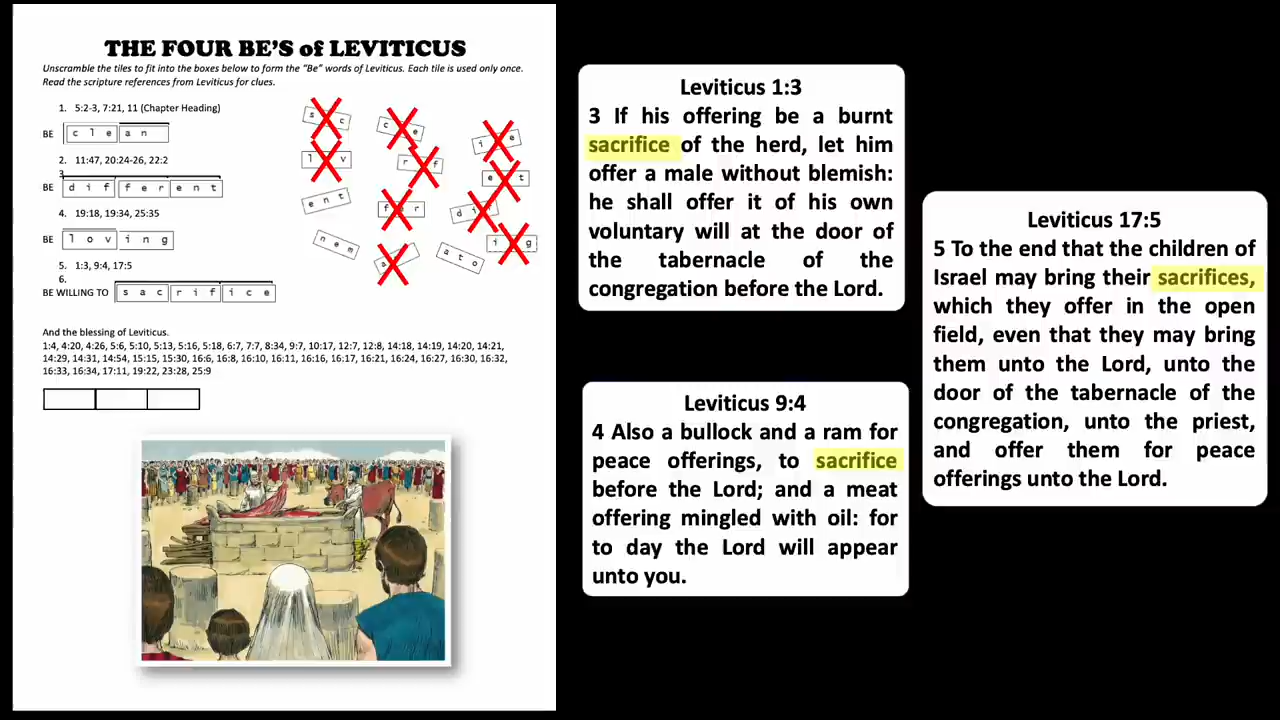 THE FOUR BE'S of LEVITICUS
Unscramble the tiles to fit into the boxes below to form the "Be" words of Leviticus. Each tile is used only once.
Read the scripture references from Leviticus for clues.
1. 5:2-3, 7:21, 11 (Chapter Heading)
BE c l e a n
2. 11:47, 20:24-26, 22:2
3.
BE d i f f e r e n t
4. 19:18, 19:34, 25:35
BE l o v i n g
5. 1:3, 9:4, 17:5
6.
BE WILLING TO s a c r i f i c e
e n t
n e m
a t o
And the blessing of Leviticus.
1:4, 4:20, 4:26, 5:6, 5:10, 5:13, 5:16, 5:18, 6:7, 7:7, 8:34, 9:7, 10:17, 12:7, 12:8, 14:18, 14:19, 14:20, 14:21,
14:29, 14:31, 14:54, 15:15, 15:30, 16:6, 16:8, 16:10, 16:11, 16:16, 16:17, 16:21, 16:24, 16:27, 16:30, 16:32,
16:33, 16:34, 17:11, 19:22, 23:28, 25:9
Leviticus 1:3
3 If his offering be a burnt
sacrifice of the herd, let him
offer a male without blemish:
he shall offer it of his own
voluntary will at the door of
the tabernacle of the
congregation before the Lord.
Leviticus 9:4
4 Also a bullock and a ram for
peace offerings, to sacrifice
before the Lord; and a meat
offering mingled with oil: for
to day the Lord will appear
unto you.
Leviticus 17:5
5 To the end that the children of
Israel may bring their sacrifices,
which they offer in the open
field, even that they may bring
them unto the Lord, unto the
door of the tabernacle of the
congregation, unto the priest,
and offer them for peace
offerings unto the Lord.